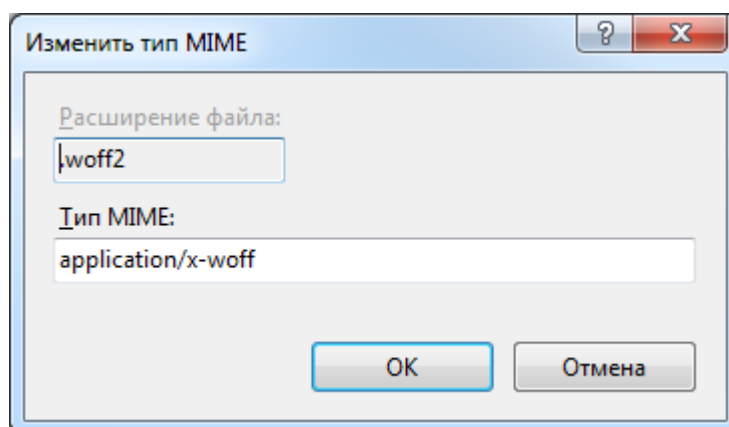 Изменить тип MIME
Расширение файла:
.woff2
Тип MIME:
application/x-woff
OK
Отмена